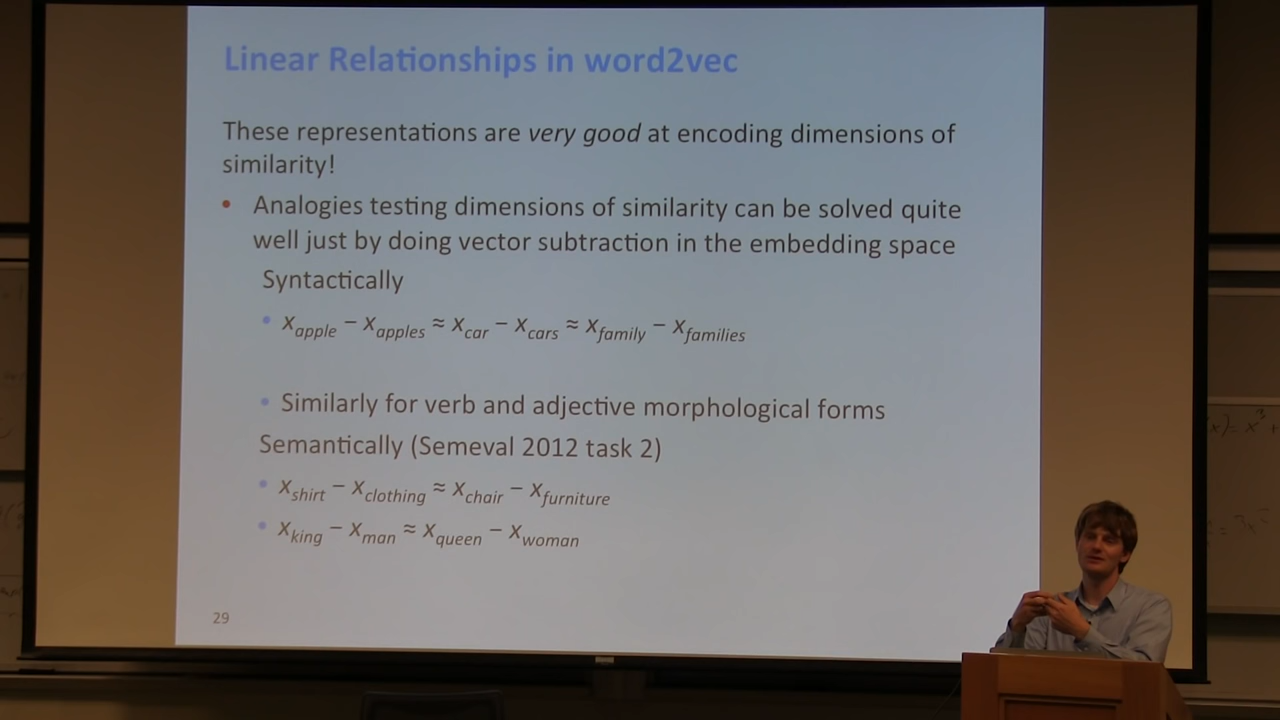 Linear Relationships in word2vec
These representations are very good at encoding dimensions of
similarity!
• Analogies testing dimensions of similarity can be solved quite
well just by doing vector subtraction in the embedding space
Syntactically
• x_apple − x_apples ≈ x_car − x_cars ≈ x_family − x_families
• Similarly for verb and adjective morphological forms
Semantically (Semeval 2012 task 2)
• x_shirt − x_clothing ≈ x_chair − x_furniture
• x_king − x_man ≈ x_queen − x_woman
29